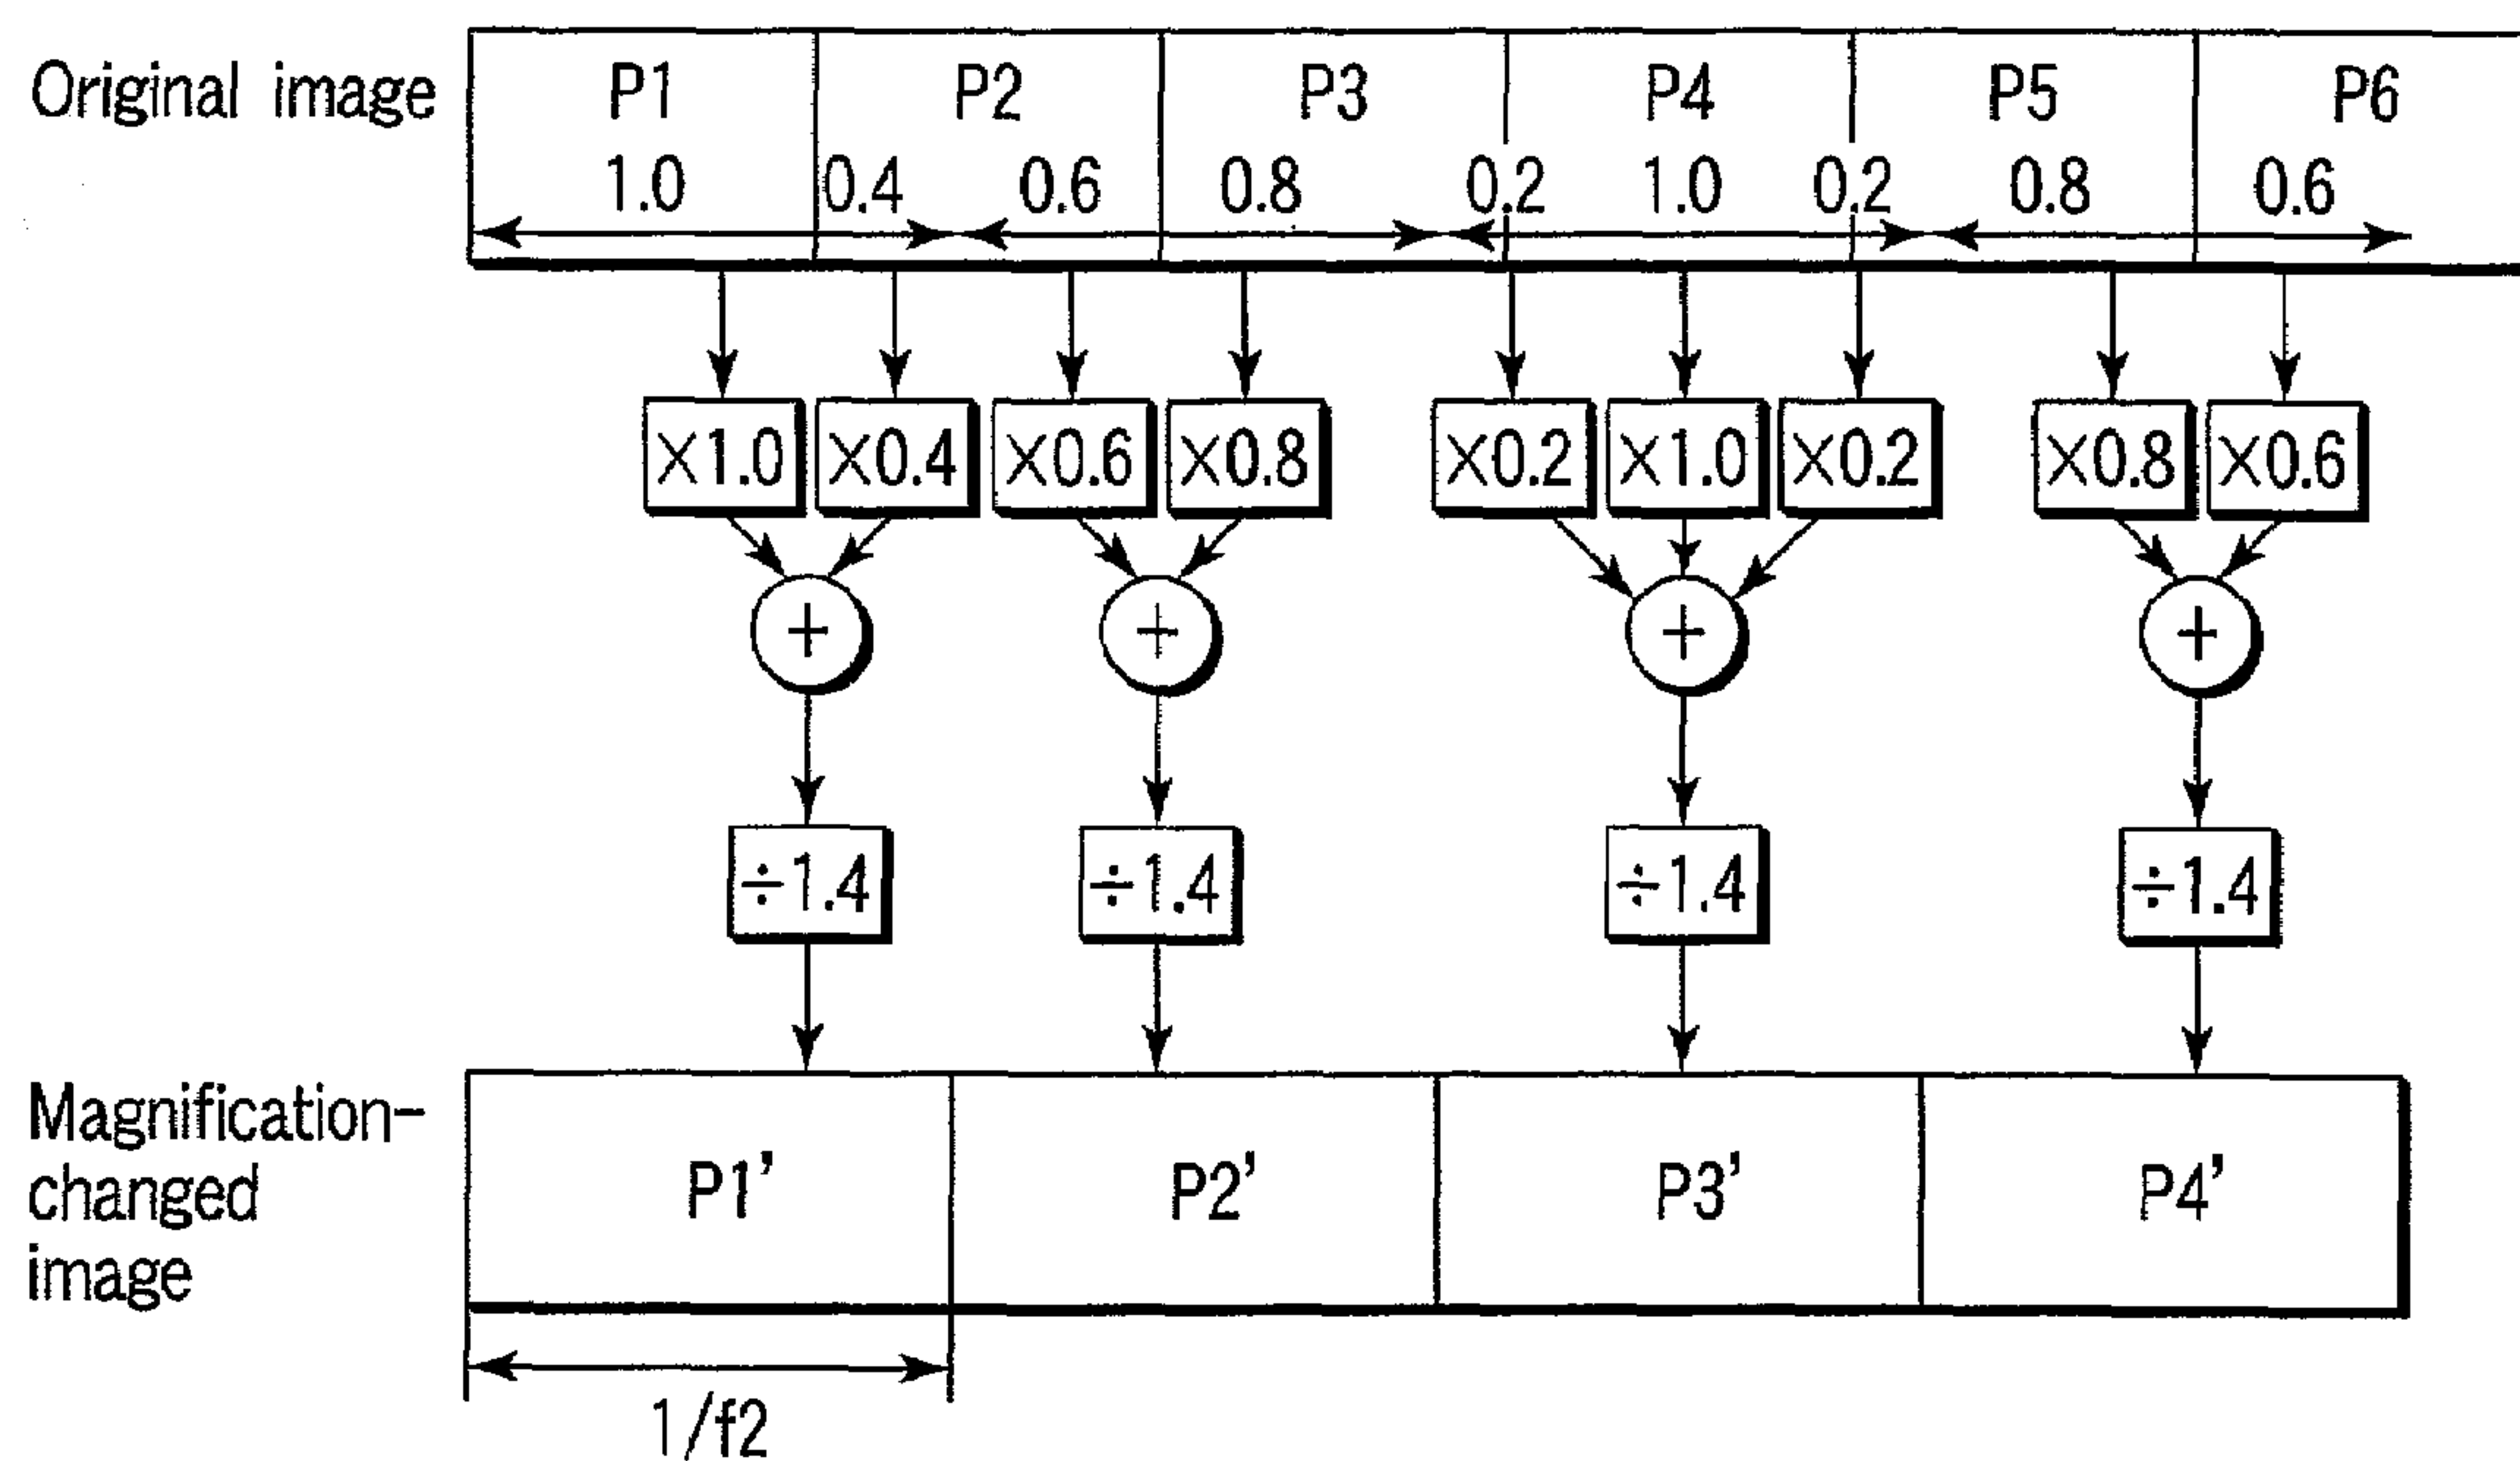 Original image P1 P2 P3 P4 P5 P6
1.0 0.4 0.6 0.8 0.2 1.0 0.2 0.8 0.6
×1.0 ×0.4 ×0.6 ×0.8 ×0.2 ×1.0 ×0.2 ×0.8 ×0.6
+ + + +
÷1.4 ÷1.4 ÷1.4 ÷1.4
Magnification-
changed
image
P1' P2' P3' P4'
1/f2